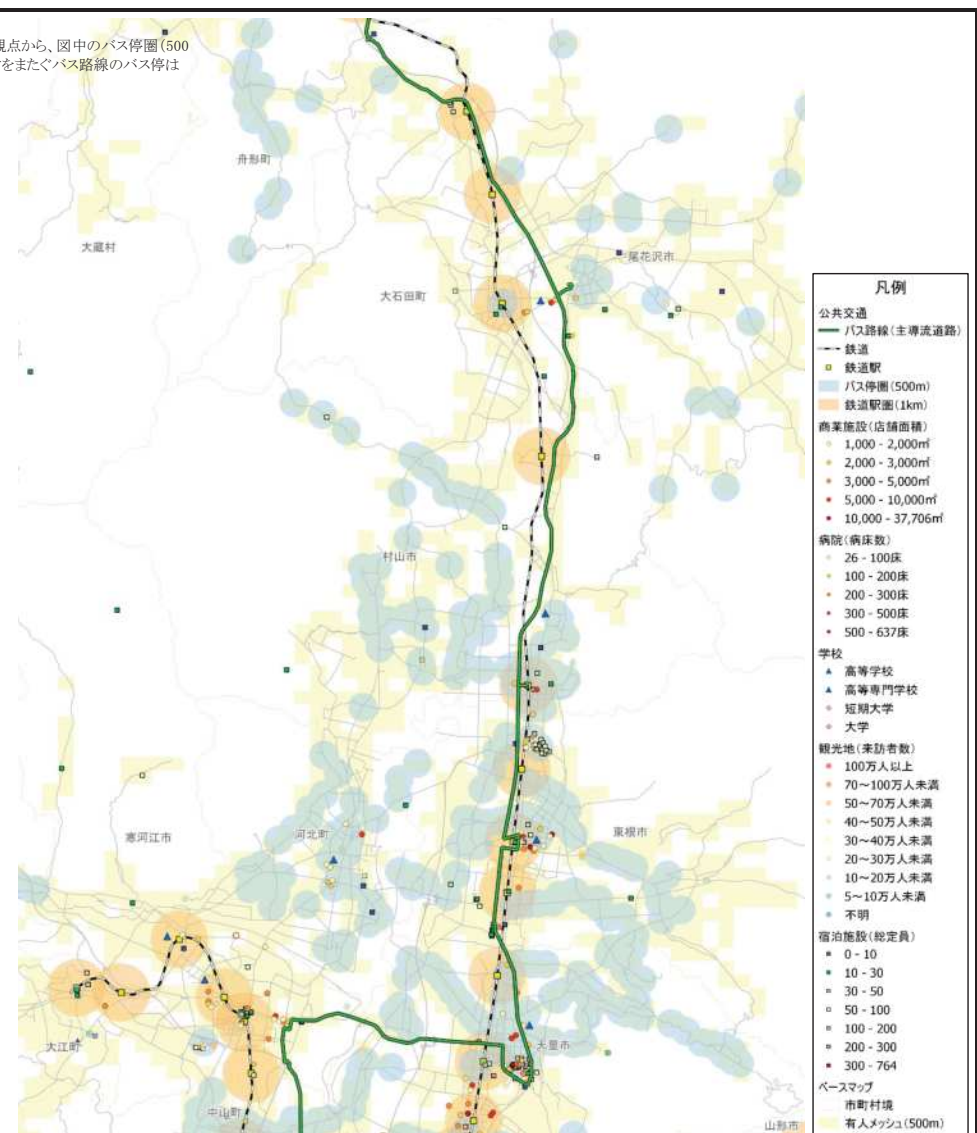 観点から、図中のバス停圏(500
をまたぐバス路線のバス停は
舟形町
大蔵村
尾花沢市
大石田町
村山市
寒河江市
河北町
東根市
大江町
天童市
中山町
山形市
凡例
公共交通
バス路線(主導流道路)
鉄道
鉄道駅
バス停圏(500m)
鉄道駅圏(1km)
商業施設(店舗面積)
1,000 - 2,000㎡
2,000 - 3,000㎡
3,000 - 5,000㎡
5,000 - 10,000㎡
10,000 - 37,706㎡
病院(病床数)
26 - 100床
100 - 200床
200 - 300床
300 - 500床
500 - 637床
学校
高等学校
高等専門学校
短期大学
大学
観光地(来訪者数)
100万人以上
70～100万人未満
50～70万人未満
40～50万人未満
30～40万人未満
20～30万人未満
10～20万人未満
5～10万人未満
不明
宿泊施設(総定員)
0 - 10
10 - 30
30 - 50
50 - 100
100 - 200
200 - 300
300 - 764
ベースマップ
市町村境
有人メッシュ(500m)